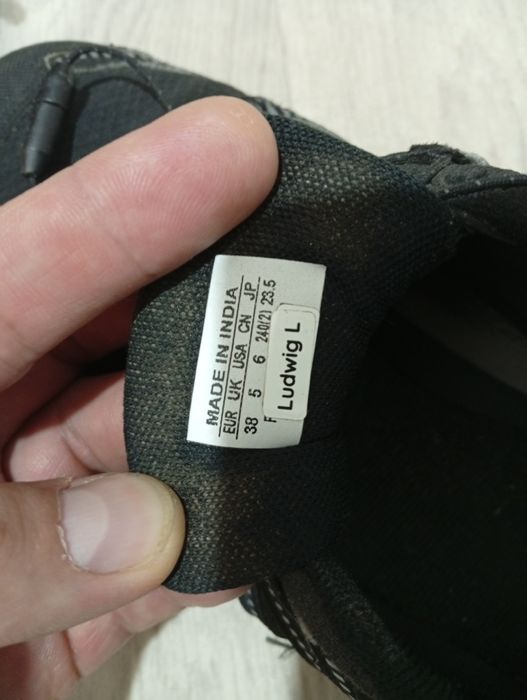 MADE IN INDIA
EUR UK USA CN JP
38 5 6 240(2) 23.5
Ludwig L